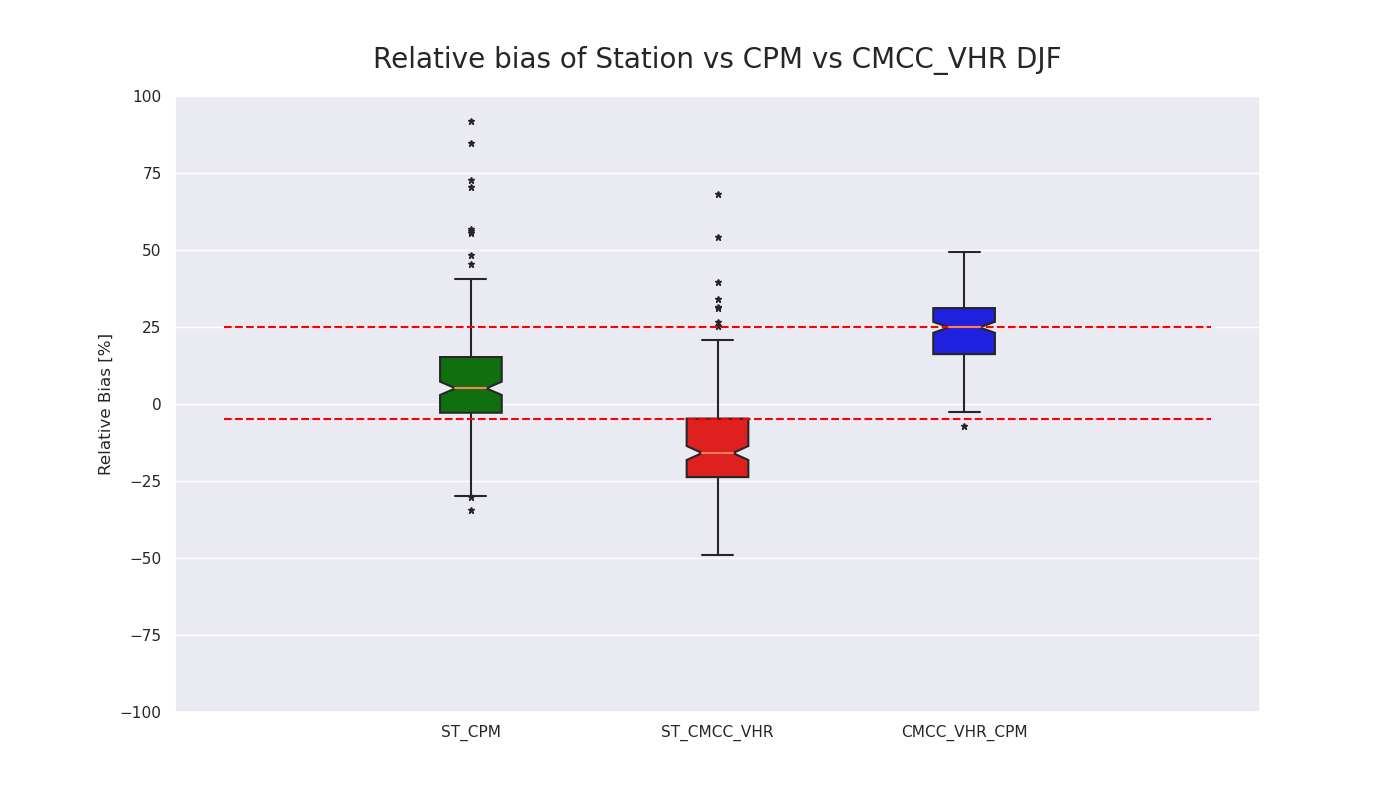 Relative bias of Station vs CPM vs CMCC_VHR DJF
100
75
50
25
0
−25
−50
−75
−100
Relative Bias [%]
ST_CPM
ST_CMCC_VHR
CMCC_VHR_CPM